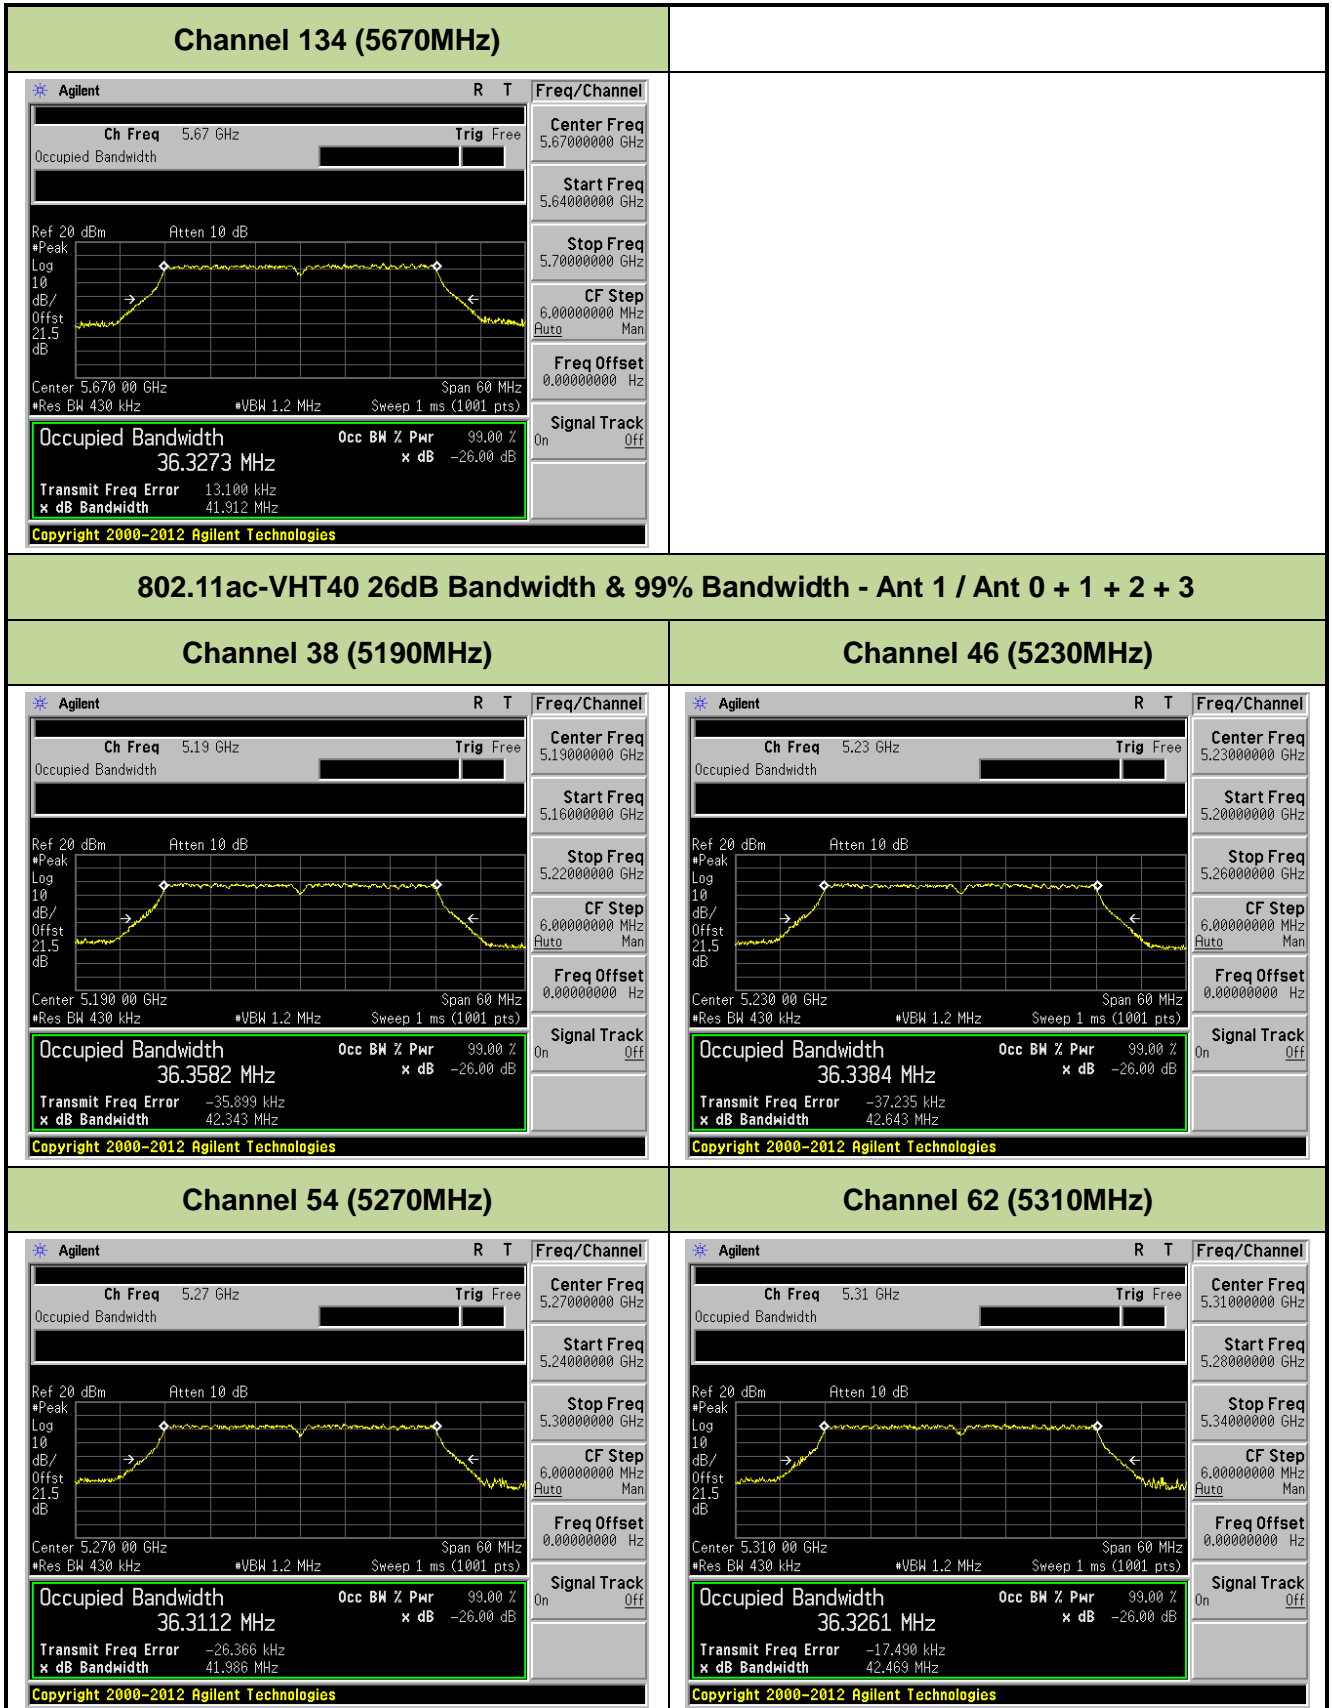 Channel 134 (5670MHz)
Agilent R T Freq/Channel
Ch Freq 5.67 GHz Trig Free
Occupied Bandwidth
Center Freq
5.67000000 GHz
Start Freq
5.64000000 GHz
Stop Freq
5.70000000 GHz
CF Step
6.00000000 MHz
Auto Man
Freq Offset
0.00000000 Hz
Signal Track
On Off
Ref 20 dBm Atten 10 dB
#Peak
Log
10
dB/
Offst
21.5
dB
Center 5.670 00 GHz Span 60 MHz
#Res BW 430 kHz #VBW 1.2 MHz Sweep 1 ms (1001 pts)
Occupied Bandwidth Occ BW % Pwr 99.00 %
36.3273 MHz x dB -26.00 dB
Transmit Freq Error 13.100 kHz
x dB Bandwidth 41.912 MHz
Copyright 2000-2012 Agilent Technologies
802.11ac-VHT40 26dB Bandwidth & 99% Bandwidth - Ant 1 / Ant 0 + 1 + 2 + 3
Channel 38 (5190MHz)
Agilent R T Freq/Channel
Ch Freq 5.19 GHz Trig Free
Occupied Bandwidth
Center Freq
5.19000000 GHz
Start Freq
5.16000000 GHz
Stop Freq
5.22000000 GHz
CF Step
6.00000000 MHz
Auto Man
Freq Offset
0.00000000 Hz
Signal Track
On Off
Ref 20 dBm Atten 10 dB
#Peak
Log
10
dB/
Offst
21.5
dB
Center 5.190 00 GHz Span 60 MHz
#Res BW 430 kHz #VBW 1.2 MHz Sweep 1 ms (1001 pts)
Occupied Bandwidth Occ BW % Pwr 99.00 %
36.3582 MHz x dB -26.00 dB
Transmit Freq Error -35.899 kHz
x dB Bandwidth 42.343 MHz
Copyright 2000-2012 Agilent Technologies
Channel 46 (5230MHz)
Agilent R T Freq/Channel
Ch Freq 5.23 GHz Trig Free
Occupied Bandwidth
Center Freq
5.23000000 GHz
Start Freq
5.20000000 GHz
Stop Freq
5.26000000 GHz
CF Step
6.00000000 MHz
Auto Man
Freq Offset
0.00000000 Hz
Signal Track
On Off
Ref 20 dBm Atten 10 dB
#Peak
Log
10
dB/
Offst
21.5
dB
Center 5.230 00 GHz Span 60 MHz
#Res BW 430 kHz #VBW 1.2 MHz Sweep 1 ms (1001 pts)
Occupied Bandwidth Occ BW % Pwr 99.00 %
36.3384 MHz x dB -26.00 dB
Transmit Freq Error -37.235 kHz
x dB Bandwidth 42.643 MHz
Copyright 2000-2012 Agilent Technologies
Channel 54 (5270MHz)
Agilent R T Freq/Channel
Ch Freq 5.27 GHz Trig Free
Occupied Bandwidth
Center Freq
5.27000000 GHz
Start Freq
5.24000000 GHz
Stop Freq
5.30000000 GHz
CF Step
6.00000000 MHz
Auto Man
Freq Offset
0.00000000 Hz
Signal Track
On Off
Ref 20 dBm Atten 10 dB
#Peak
Log
10
dB/
Offst
21.5
dB
Center 5.270 00 GHz Span 60 MHz
#Res BW 430 kHz #VBW 1.2 MHz Sweep 1 ms (1001 pts)
Occupied Bandwidth Occ BW % Pwr 99.00 %
36.3112 MHz x dB -26.00 dB
Transmit Freq Error -26.366 kHz
x dB Bandwidth 41.986 MHz
Copyright 2000-2012 Agilent Technologies
Channel 62 (5310MHz)
Agilent R T Freq/Channel
Ch Freq 5.31 GHz Trig Free
Occupied Bandwidth
Center Freq
5.31000000 GHz
Start Freq
5.28000000 GHz
Stop Freq
5.34000000 GHz
CF Step
6.00000000 MHz
Auto Man
Freq Offset
0.00000000 Hz
Signal Track
On Off
Ref 20 dBm Atten 10 dB
#Peak
Log
10
dB/
Offst
21.5
dB
Center 5.310 00 GHz Span 60 MHz
#Res BW 430 kHz #VBW 1.2 MHz Sweep 1 ms (1001 pts)
Occupied Bandwidth Occ BW % Pwr 99.00 %
36.3261 MHz x dB -26.00 dB
Transmit Freq Error -17.490 kHz
x dB Bandwidth 42.469 MHz
Copyright 2000-2012 Agilent Technologies